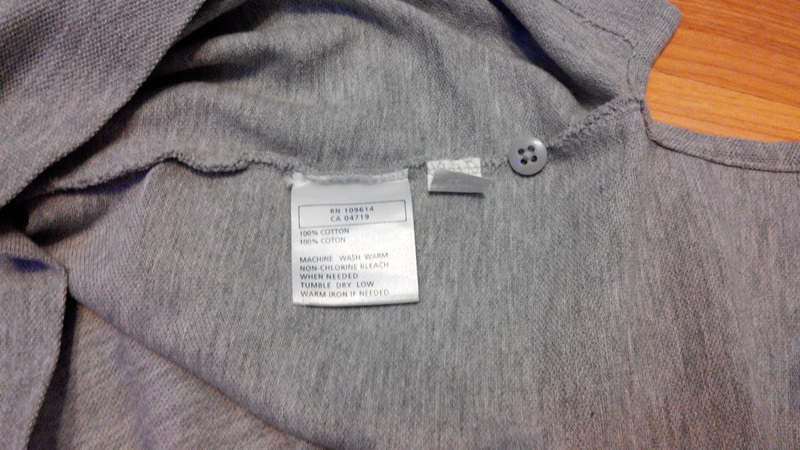 RN 109614
CA 04719
100% COTTON
100% COTON
MACHINE WASH WARM
NON-CHLORINE BLEACH
WHEN NEEDED
TUMBLE DRY LOW
WARM IRON IF NEEDED